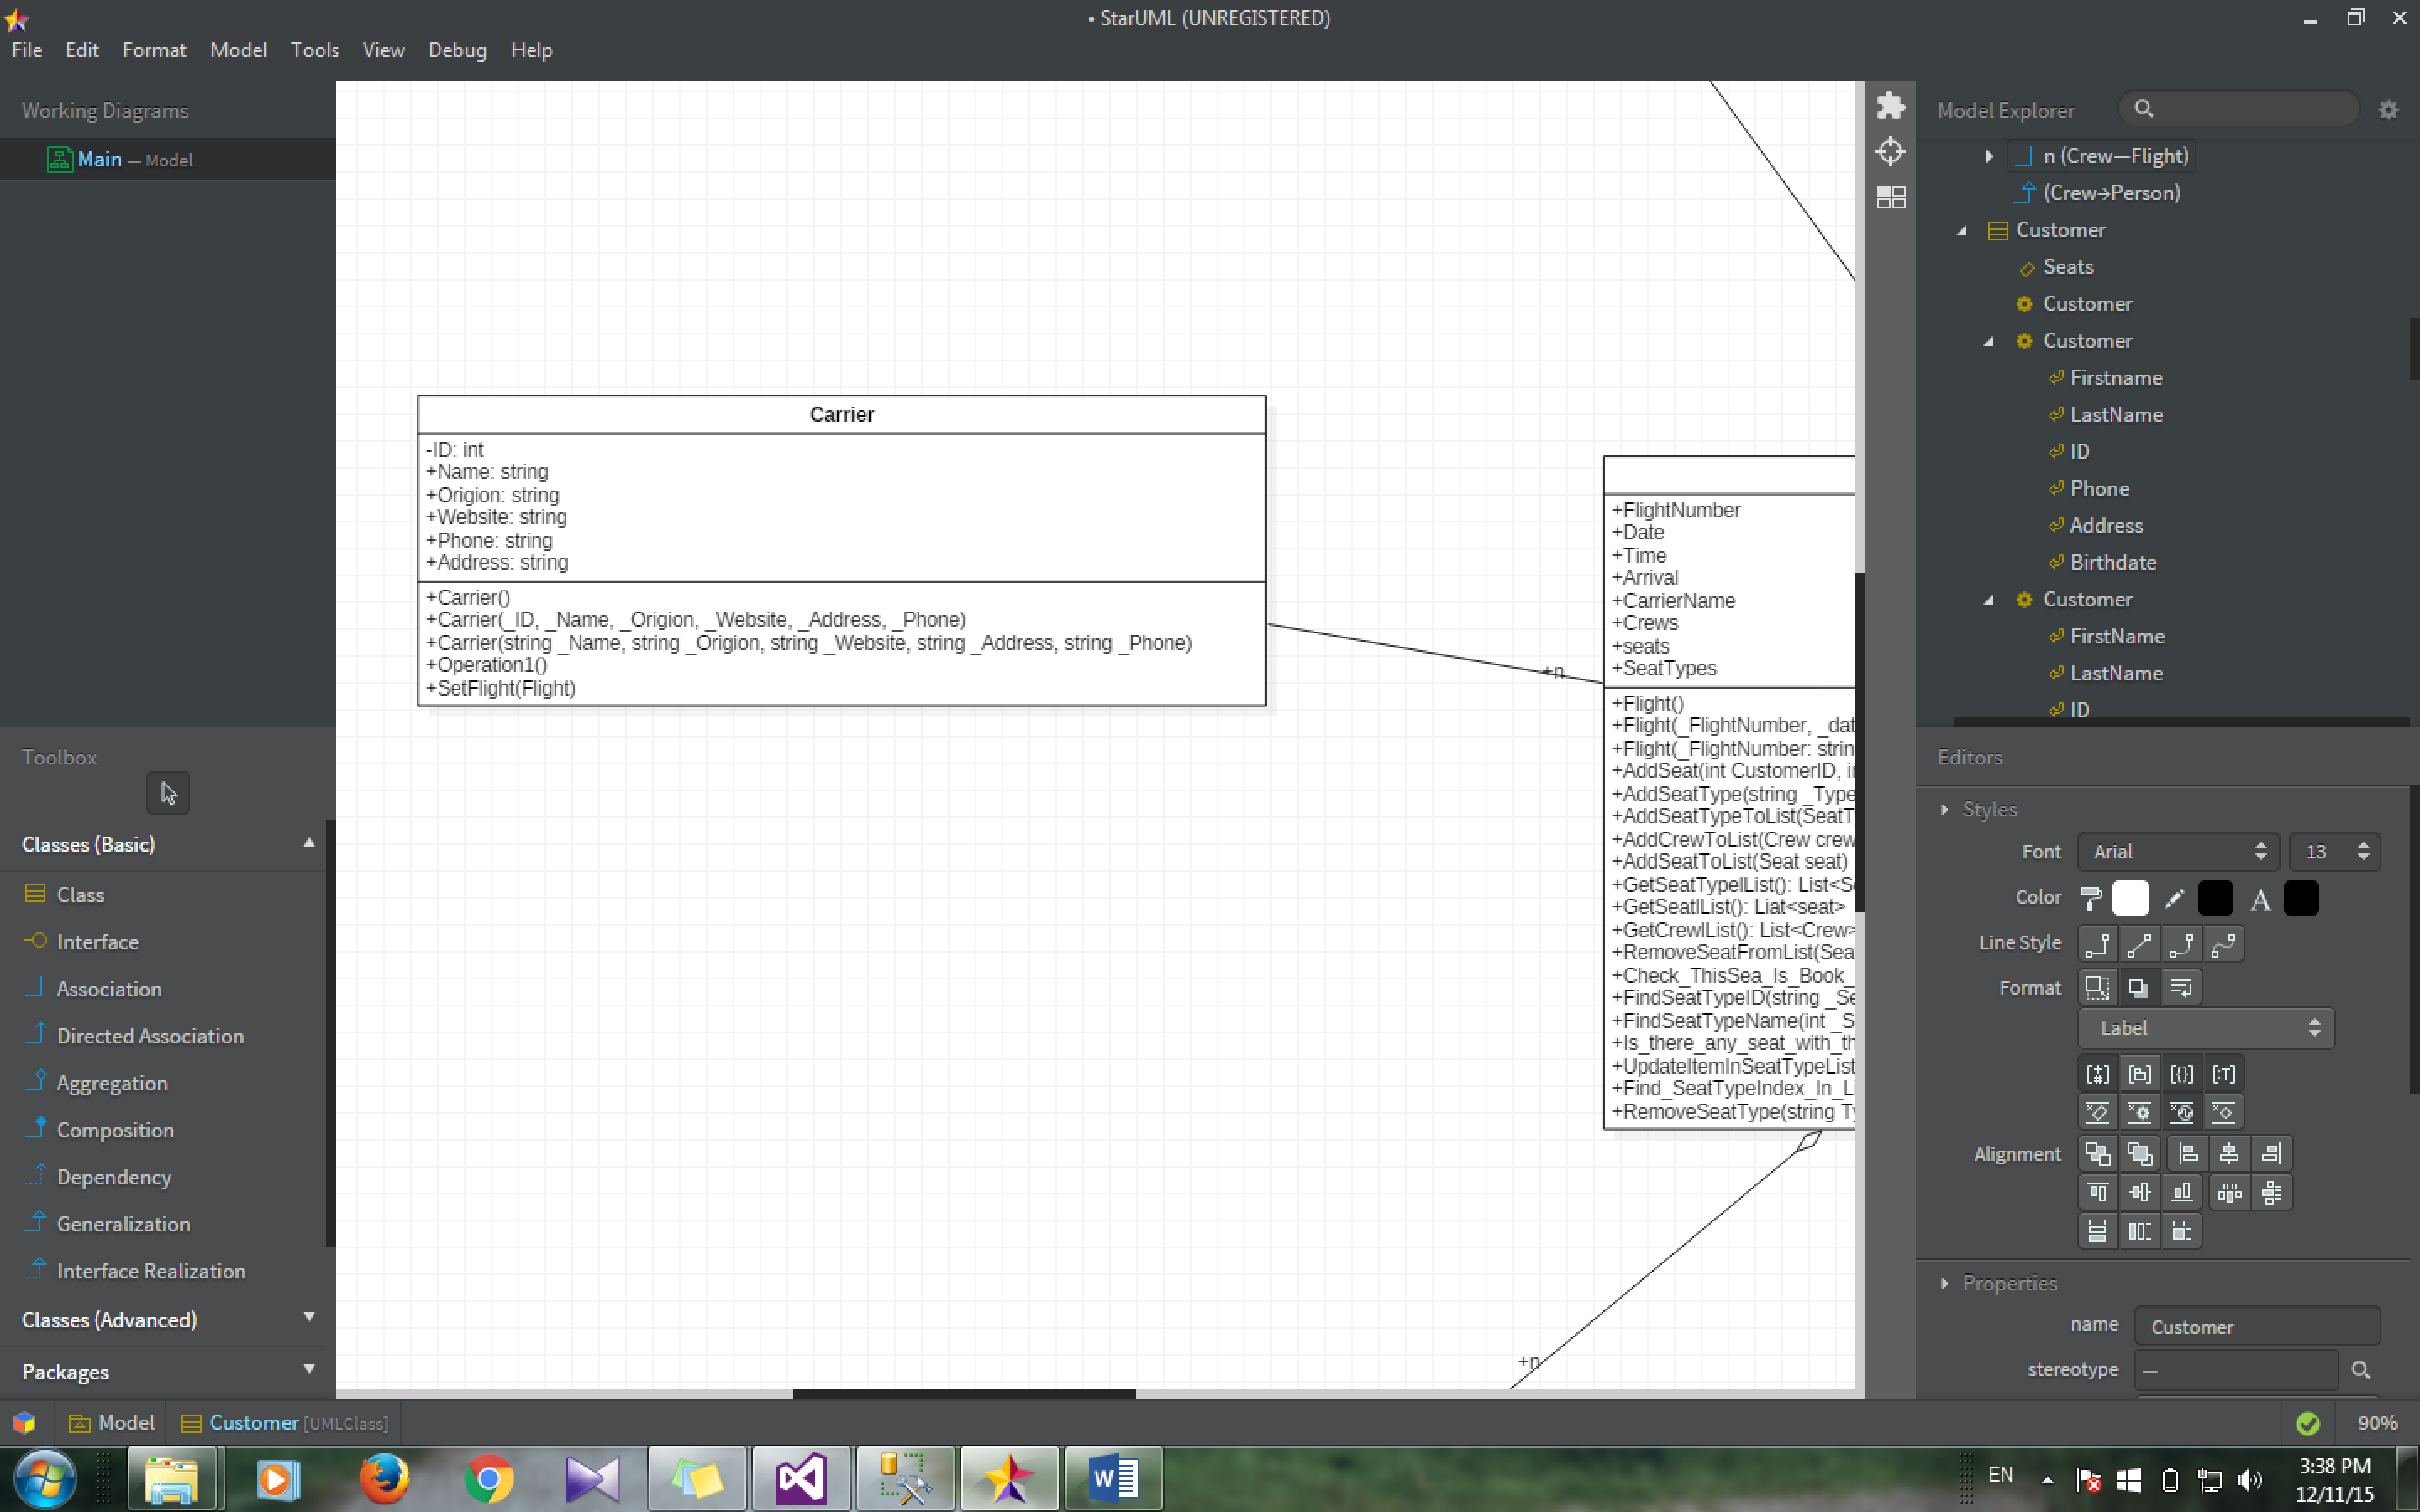 • StarUML (UNREGISTERED)
File Edit Format Model Tools View Debug Help
Working Diagrams
Main — Model
Toolbox
Classes (Basic)
Class
Interface
Association
Directed Association
Aggregation
Composition
Dependency
Generalization
Interface Realization
Classes (Advanced)
Packages
Carrier
-ID: int
+Name: string
+Origion: string
+Website: string
+Phone: string
+Address: string
+Carrier()
+Carrier(_ID, _Name, _Origion, _Website, _Address, _Phone)
+Carrier(string _Name, string _Origion, string _Website, string _Address, string _Phone)
+Operation1()
+SetFlight(Flight)
+n
+FlightNumber
+Date
+Time
+Arrival
+CarrierName
+Crews
+seats
+SeatTypes
+Flight()
+Flight(_FlightNumber, _dat
+Flight(_FlightNumber: strin
+AddSeat(int CustomerID, i
+AddSeatType(string _Type
+AddSeatTypeToList(SeatT
+AddCrewToList(Crew crew
+AddSeatToList(Seat seat)
+GetSeatTypelList(): List<S
+GetSeatlList(): Liat<seat>
+GetCrewlList(): List<Crew>
+RemoveSeatFromList(Sea
+Check_ThisSea_Is_Book_
+FindSeatTypeID(string _Se
+FindSeatTypeName(int _S
+Is_there_any_seat_with_th
+UpdateItemInSeatTypeList
+Find_SeatTypeIndex_In_Li
+RemoveSeatType(string Ty
+n
Model Explorer
n (Crew—Flight)
(Crew→Person)
Customer
Seats
Customer
Customer
Firstname
LastName
ID
Phone
Address
Birthdate
Customer
FirstName
LastName
ID
Editors
Styles
Font Arial 13
Color A
Line Style
Format
Label
Alignment
Properties
name Customer
stereotype —
Model Customer [UMLClass]
90%
EN
3:38 PM
12/11/15